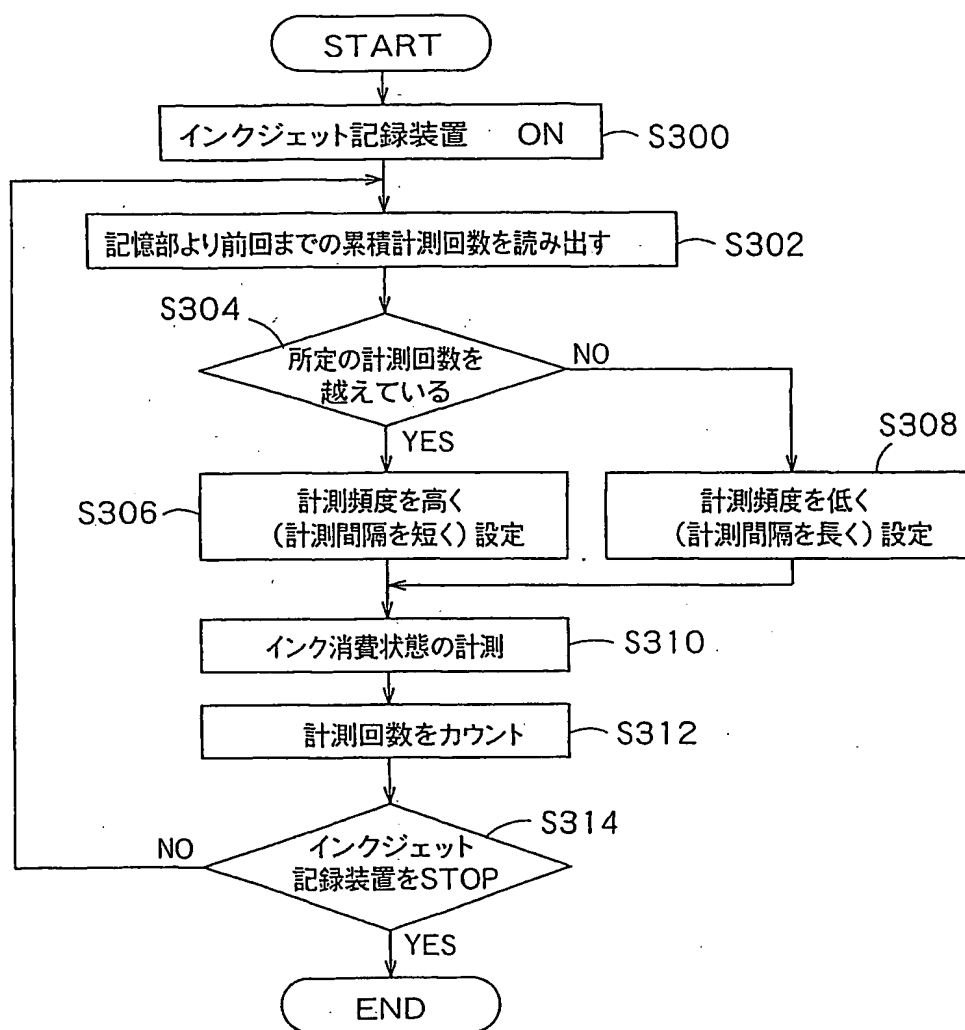 START
インクジェット記録装置 ON
S300
記憶部より前回までの累積計測回数を読み出す
S302
S304
所定の計測回数を
越えている
NO
YES
S308
S306
計測頻度を高く
(計測間隔を短く) 設定
計測頻度を低く
(計測間隔を長く) 設定
インク消費状態の計測
S310
計測回数をカウント
S312
S314
インクジェット
記録装置をSTOP
NO
YES
END